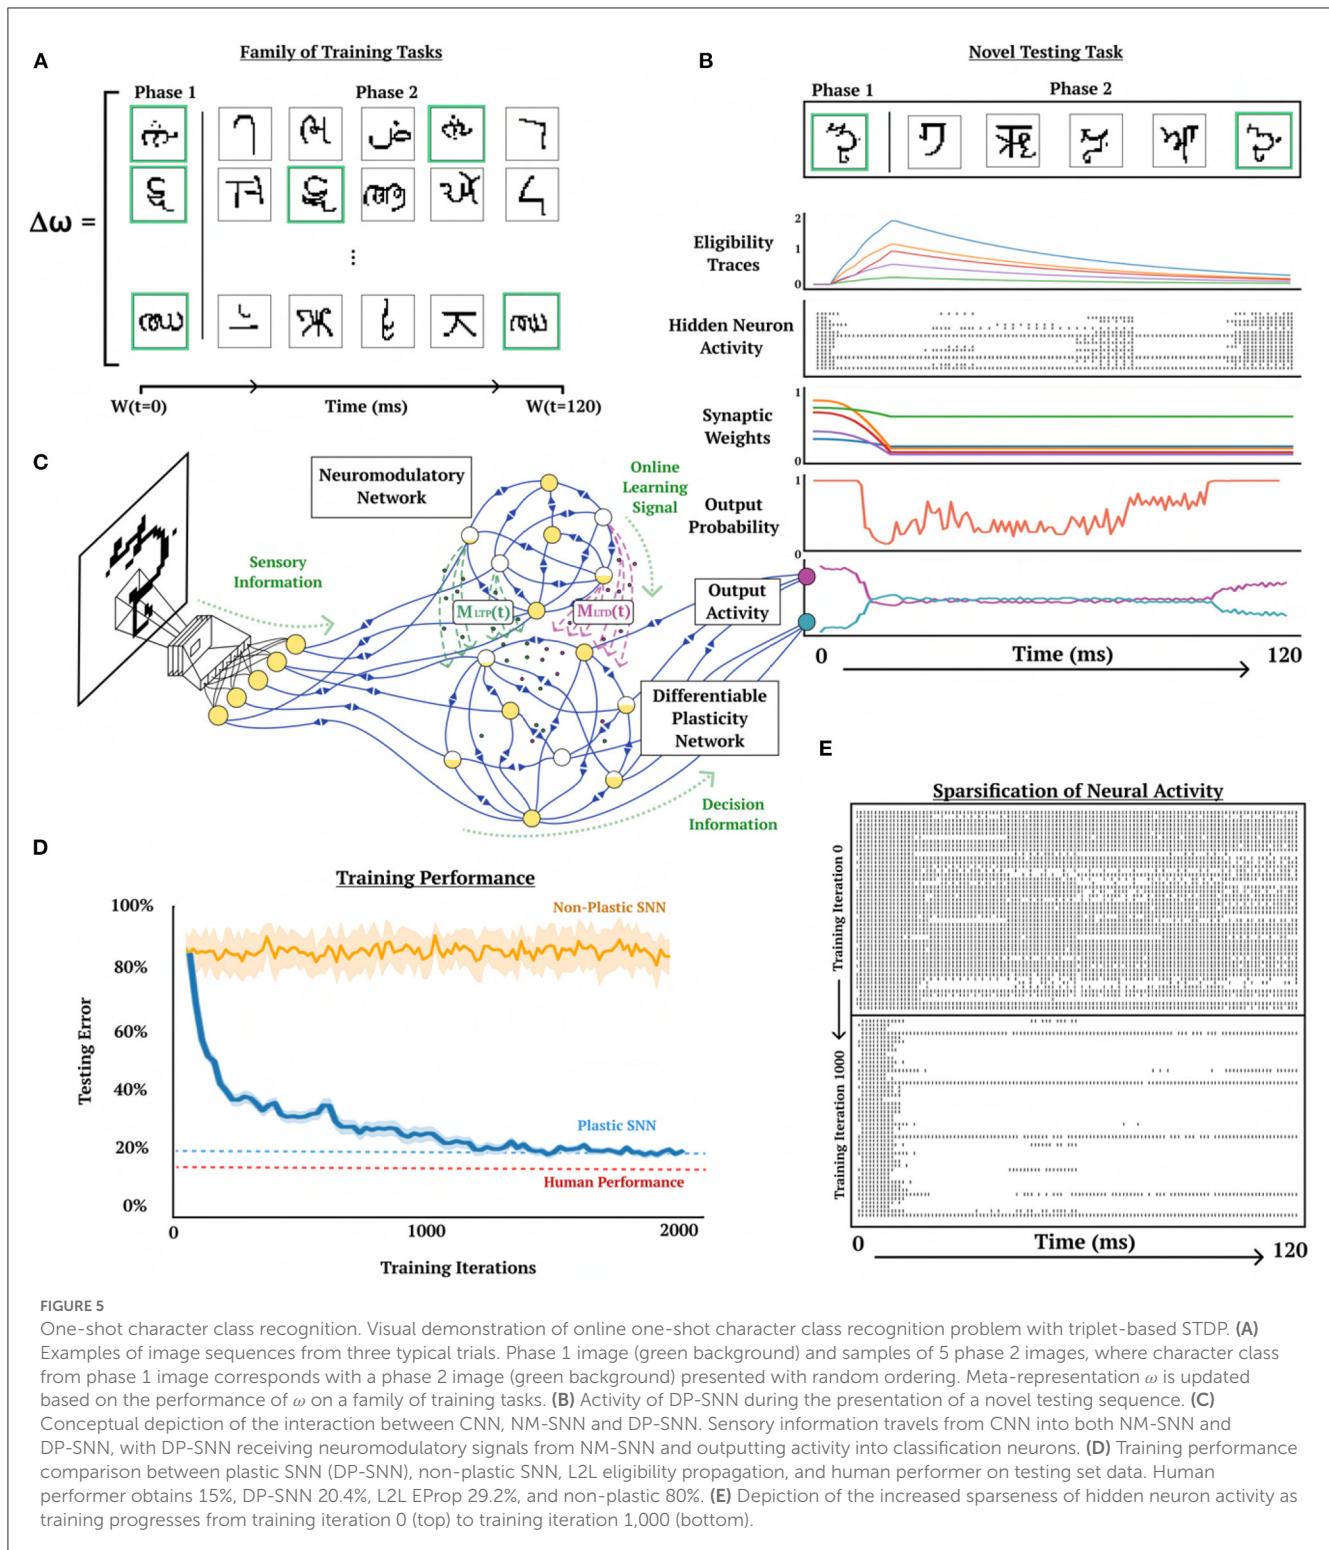 A
Family of Training Tasks
Phase 1
Phase 2
Δω =
W(t=0)
Time (ms)
W(t=120)
B
Novel Testing Task
Phase 1
Phase 2
Eligibility
Traces
2
1
0
Hidden Neuron
Activity
Synaptic
Weights
1
0
Output
Probability
1
0
Output
Activity
0
Time (ms)
120
C
Neuromodulatory
Network
Online
Learning
Signal
Sensory
Information
MLTP(t)
MLTD(t)
Differentiable
Plasticity
Network
Decision
Information
D
Training Performance
100%
80%
60%
40%
20%
0%
Testing Error
Non-Plastic SNN
Plastic SNN
Human Performance
0
1000
2000
Training Iterations
E
Sparsification of Neural Activity
Training Iteration 0
Training Iteration 1000
0
Time (ms)
120
FIGURE 5
One-shot character class recognition. Visual demonstration of online one-shot character class recognition problem with triplet-based STDP. (A)
Examples of image sequences from three typical trials. Phase 1 image (green background) and samples of 5 phase 2 images, where character class
from phase 1 image corresponds with a phase 2 image (green background) presented with random ordering. Meta-representation ω is updated
based on the performance of ω on a family of training tasks. (B) Activity of DP-SNN during the presentation of a novel testing sequence. (C)
Conceptual depiction of the interaction between CNN, NM-SNN and DP-SNN. Sensory information travels from CNN into both NM-SNN and
DP-SNN, with DP-SNN receiving neuromodulatory signals from NM-SNN and outputting activity into classification neurons. (D) Training performance
comparison between plastic SNN (DP-SNN), non-plastic SNN, L2L eligibility propagation, and human performer on testing set data. Human
performer obtains 15%, DP-SNN 20.4%, L2L EProp 29.2%, and non-plastic 80%. (E) Depiction of the increased sparseness of hidden neuron activity as
training progresses from training iteration 0 (top) to training iteration 1,000 (bottom).